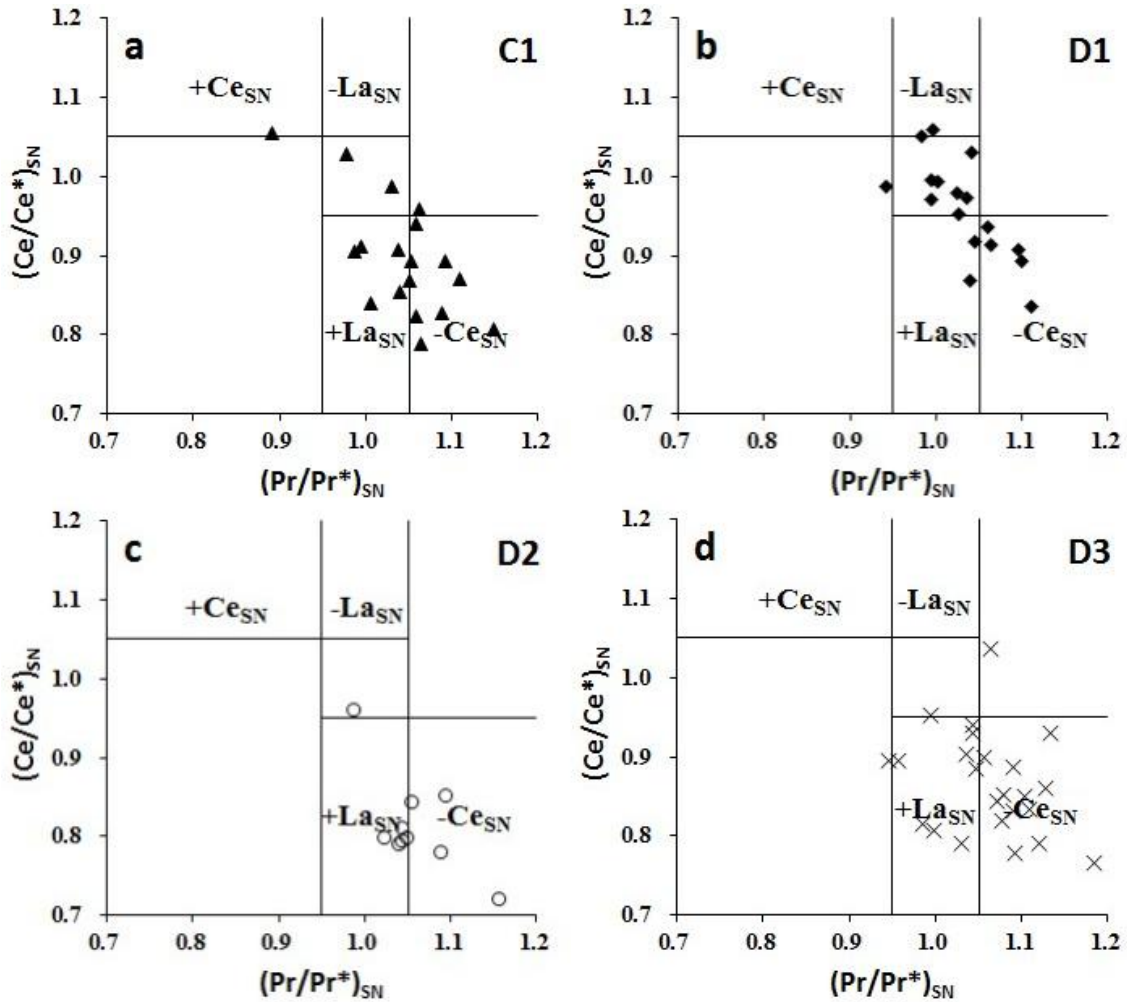 a C1
+Ce_SN -La_SN
+La_SN -Ce_SN
(Ce/Ce*)_SN
1.2
1.1
1.0
0.9
0.8
0.7
0.7 0.8 0.9 1.0 1.1 1.2
(Pr/Pr*)_SN
b D1
+Ce_SN -La_SN
+La_SN -Ce_SN
(Ce/Ce*)_SN
1.2
1.1
1.0
0.9
0.8
0.7
0.7 0.8 0.9 1.0 1.1 1.2
(Pr/Pr*)_SN
c D2
+Ce_SN -La_SN
+La_SN -Ce_SN
(Ce/Ce*)_SN
1.2
1.1
1.0
0.9
0.8
0.7
0.7 0.8 0.9 1.0 1.1 1.2
(Pr/Pr*)_SN
d D3
+Ce_SN -La_SN
+La_SN -Ce_SN
(Ce/Ce*)_SN
1.2
1.1
1.0
0.9
0.8
0.7
0.7 0.8 0.9 1.0 1.1 1.2
(Pr/Pr*)_SN